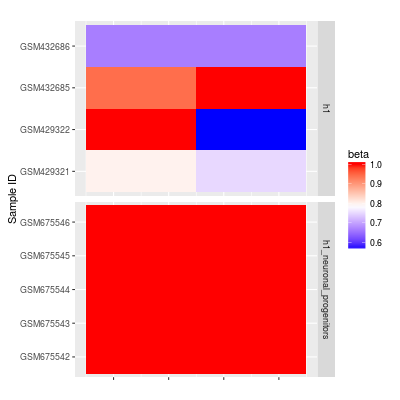 GSM432686
GSM432685
GSM429322
GSM429321
h1
GSM675546
GSM675545
GSM675544
GSM675543
GSM675542
h1_neuronal_progenitors
Sample ID
beta
1.0
0.9
0.8
0.7
0.6